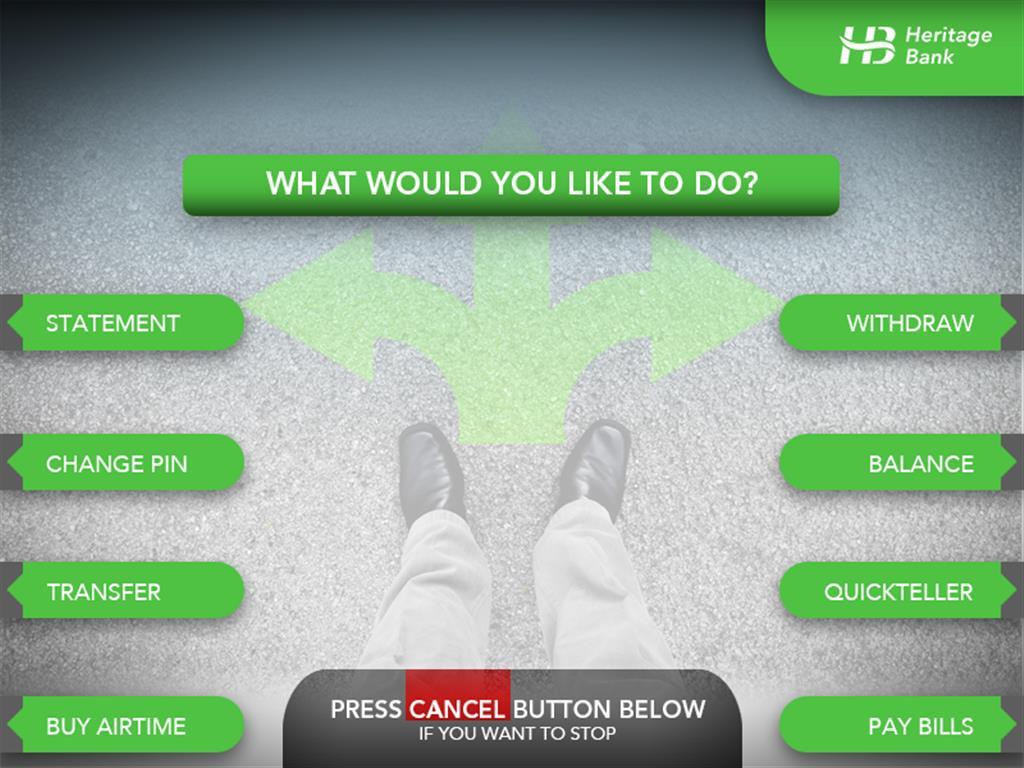 Heritage
Bank
WHAT WOULD YOU LIKE TO DO?
STATEMENT
WITHDRAW
CHANGE PIN
BALANCE
TRANSFER
QUICKTELLER
BUY AIRTIME
PAY BILLS
PRESS CANCEL BUTTON BELOW
IF YOU WANT TO STOP